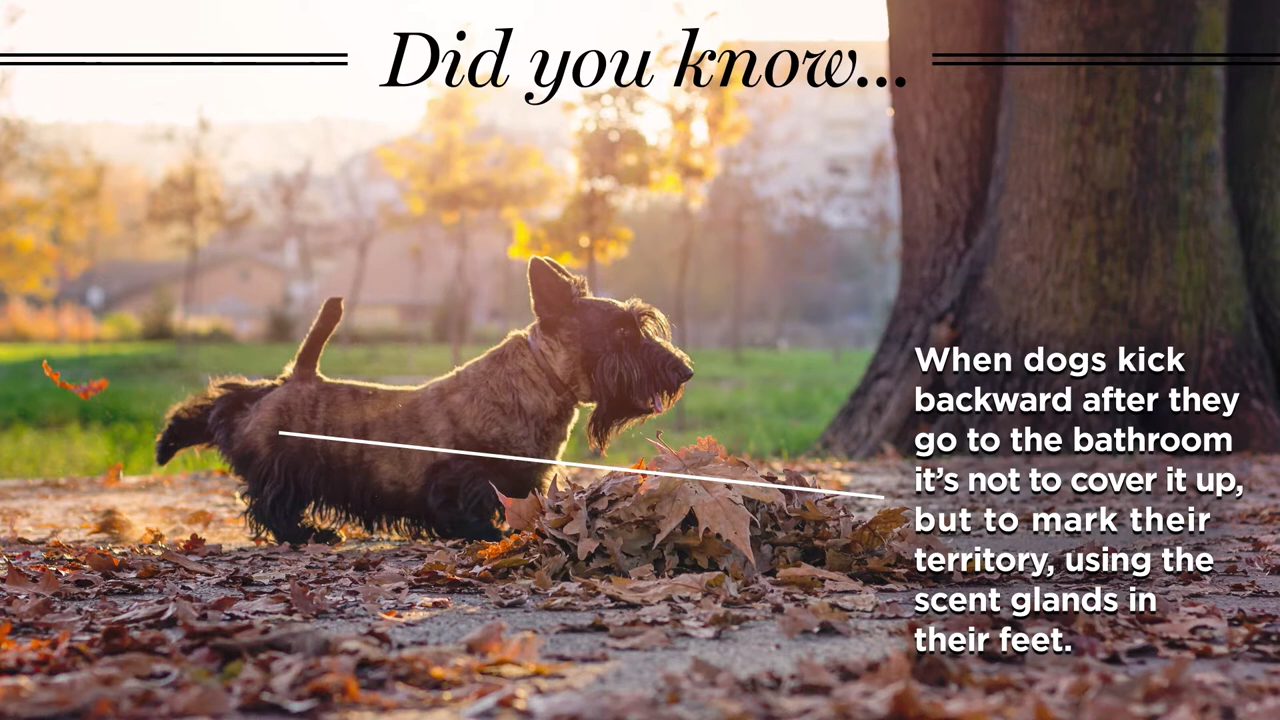 Did you know...
When dogs kick
backward after they
go to the bathroom
it’s not to cover it up,
but to mark their
territory, using the
scent glands in
their feet.